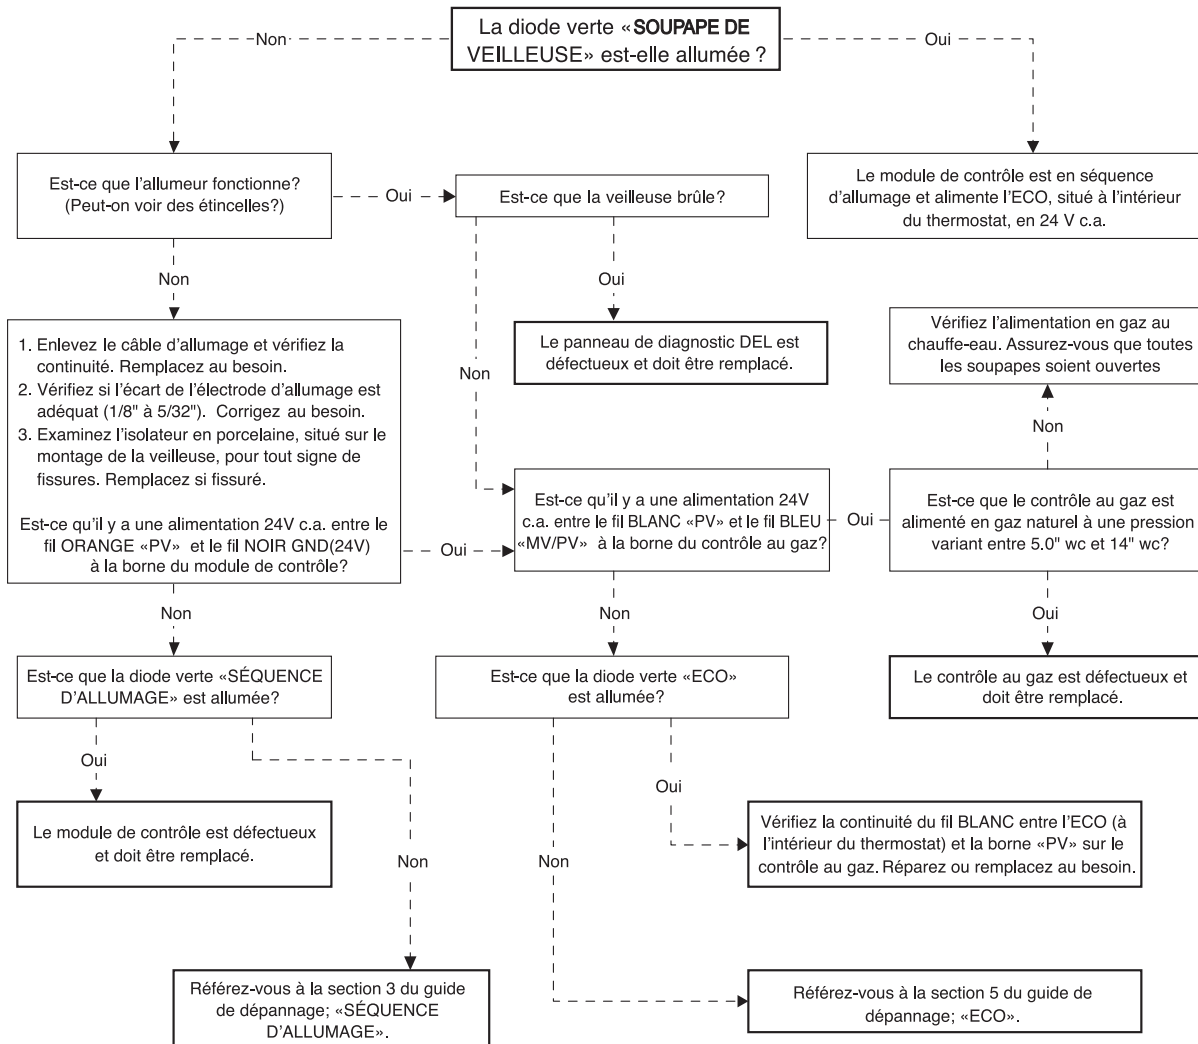 La diode verte «SOUPAPE DE
VEILLEUSE» est-elle allumée ?
Non
Oui
Est-ce que l'allumeur fonctionne?
(Peut-on voir des étincelles?)
Oui
Est-ce que la veilleuse brûle?
Le module de contrôle est en séquence
d'allumage et alimente l'ECO, situé à l'intérieur
du thermostat, en 24 V c.a.
Non
Oui
Non
1. Enlevez le câble d'allumage et vérifiez la
continuité. Remplacez au besoin.
2. Vérifiez si l'écart de l'électrode d'allumage est
adéquat (1/8" à 5/32"). Corrigez au besoin.
3. Examinez l'isolateur en porcelaine, situé sur le
montage de la veilleuse, pour tout signe de
fissures. Remplacez si fissuré.
Est-ce qu'il y a une alimentation 24V c.a. entre le
fil ORANGE «PV» et le fil NOIR GND(24V)
à la borne du module de contrôle?
Le panneau de diagnostic DEL est
défectueux et doit être remplacé.
Vérifiez l'alimentation en gaz au
chauffe-eau. Assurez-vous que toutes
les soupapes soient ouvertes
Non
Oui
Est-ce qu'il y a une alimentation 24V
c.a. entre le fil BLANC «PV» et le fil BLEU
«MV/PV» à la borne du contrôle au gaz?
Oui
Est-ce que le contrôle au gaz est
alimenté en gaz naturel à une pression
variant entre 5.0" wc et 14" wc?
Non
Non
Oui
Est-ce que la diode verte «SÉQUENCE
D'ALLUMAGE» est allumée?
Est-ce que la diode verte «ECO»
est allumée?
Le contrôle au gaz est défectueux et
doit être remplacé.
Oui
Non
Oui
Non
Le module de contrôle est défectueux
et doit être remplacé.
Vérifiez la continuité du fil BLANC entre l'ECO (à
l'intérieur du thermostat) et la borne «PV» sur le
contrôle au gaz. Réparez ou remplacez au besoin.
Référez-vous à la section 3 du guide
de dépannage; «SÉQUENCE
D'ALLUMAGE».
Référez-vous à la section 5 du guide de
dépannage; «ECO».